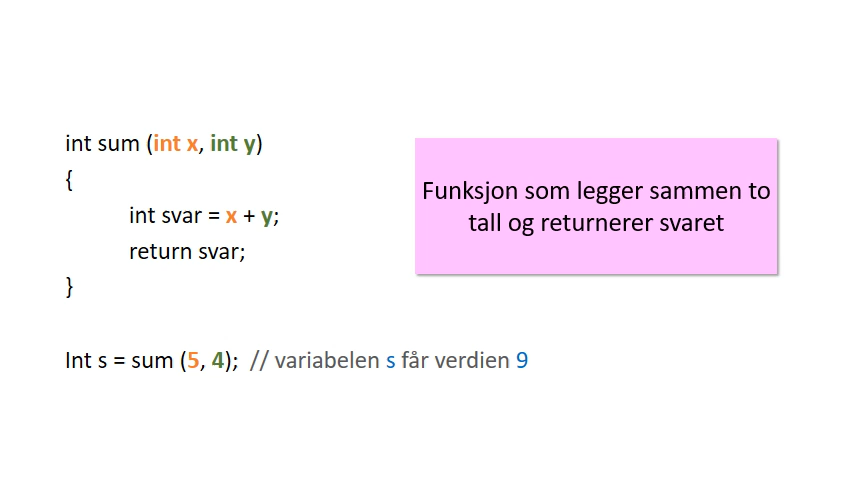 int sum (int x, int y)
{
int svar = x + y;
return svar;
}
Int s = sum (5, 4); // variabelen s får verdien 9
Funksjon som legger sammen to
tall og returnerer svaret